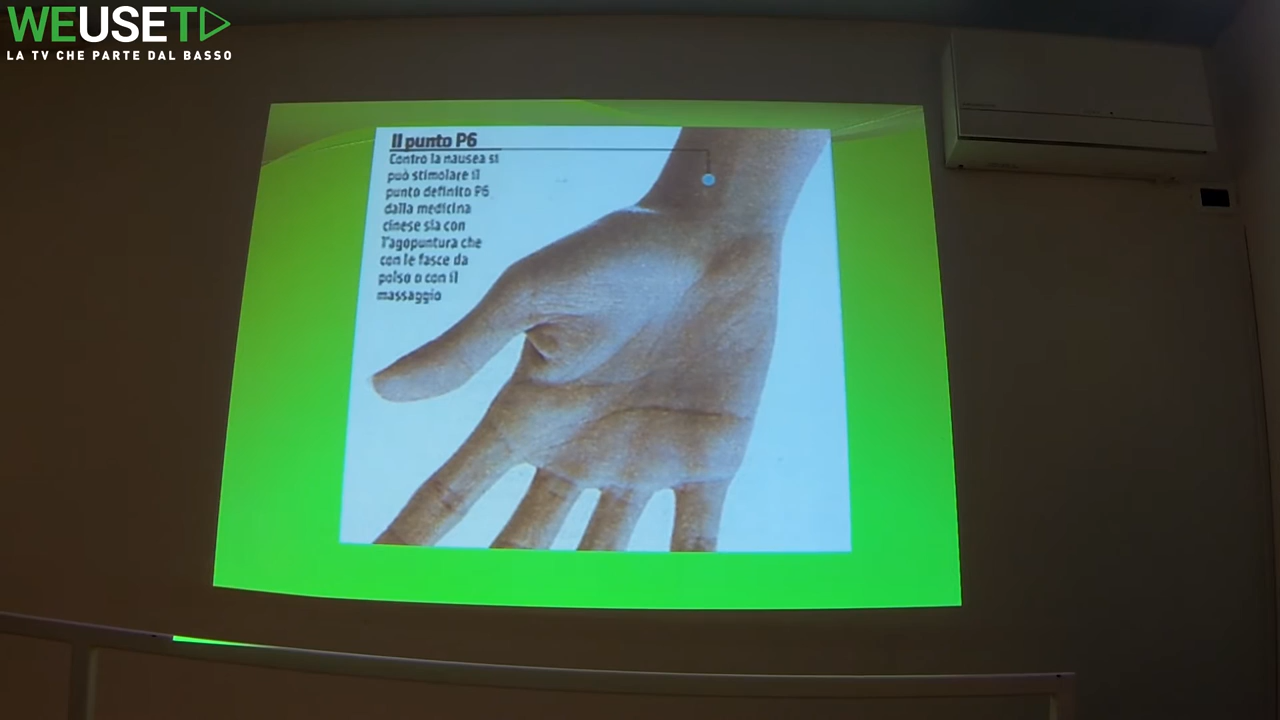 WEUSETV
LA TV CHE PARTE DAL BASSO
Il punto P6
Contro la nausea si
può stimolare il
punto definito P6
dalla medicina
cinese sia con
l'agopuntura che
con le fasce da
polso o con il
massaggio